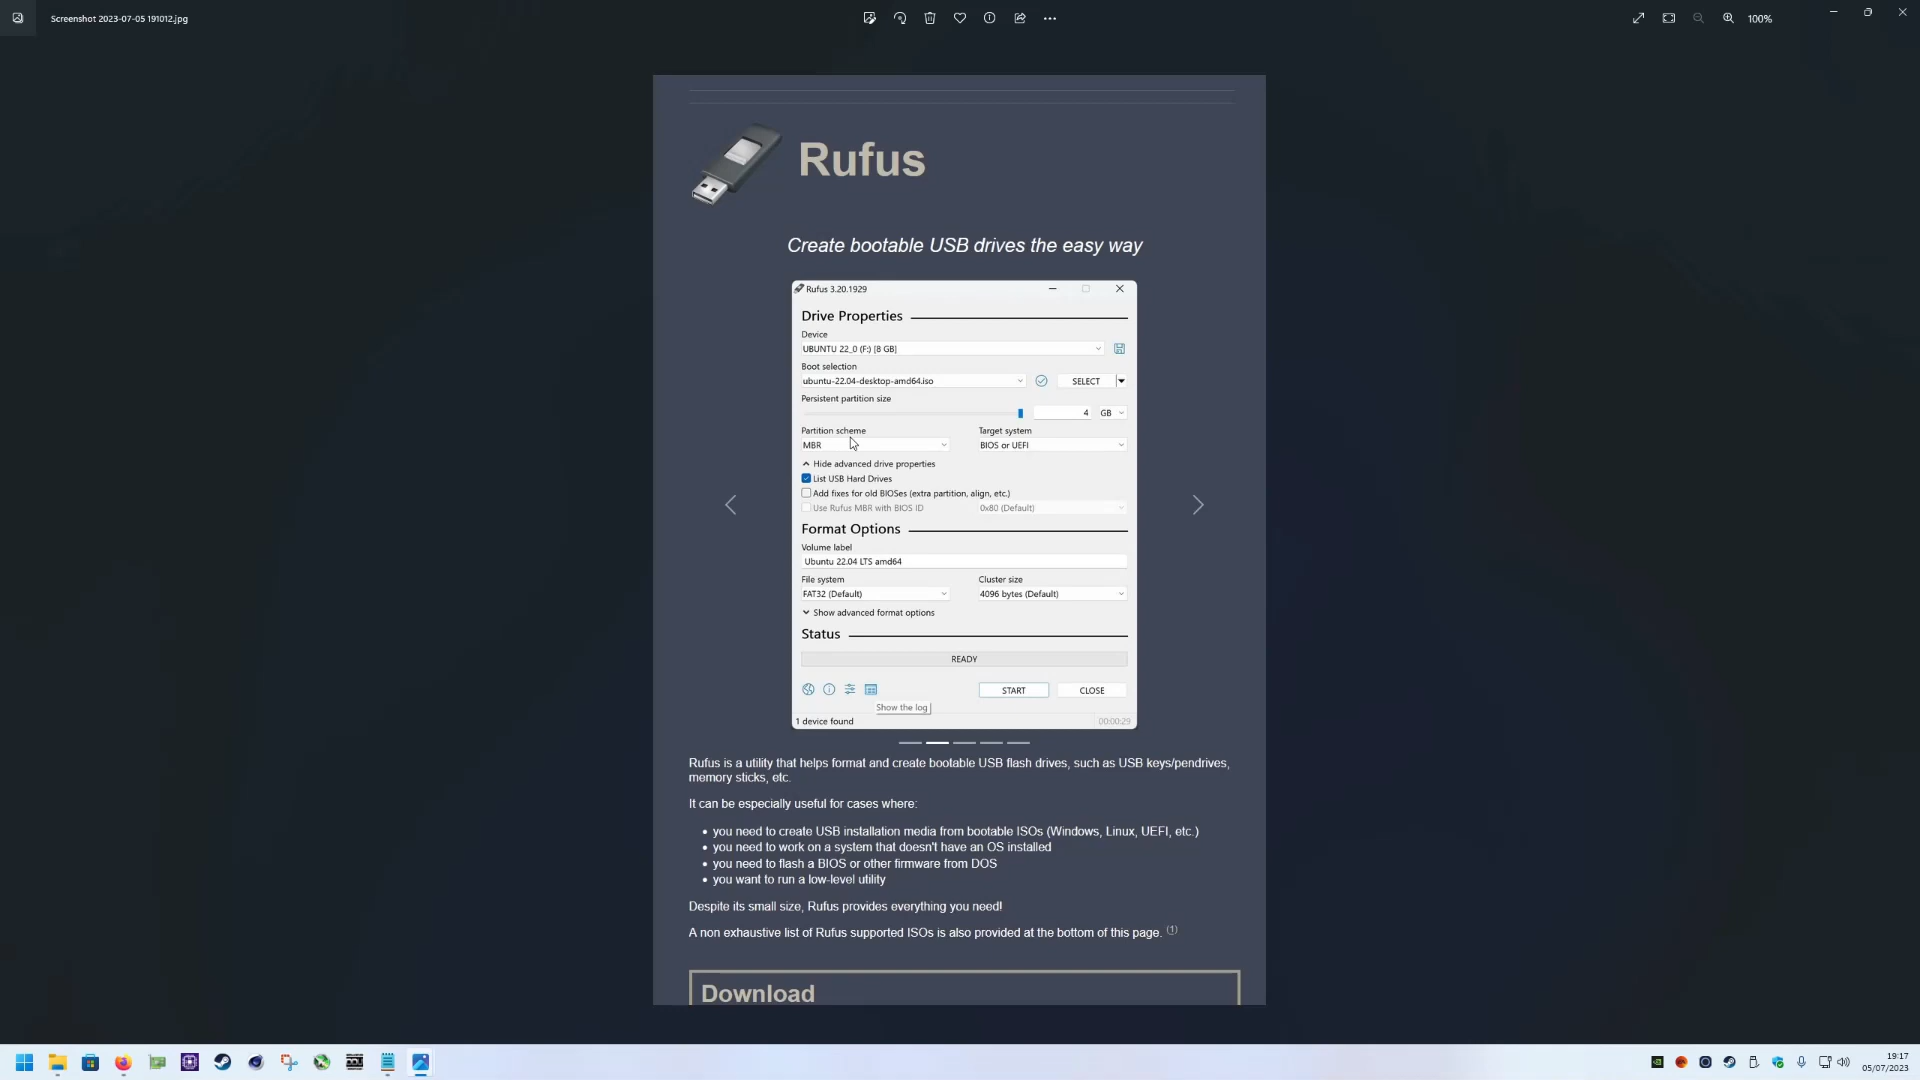 Screenshot 2023-07-05 191012.jpg
100%
Rufus
Create bootable USB drives the easy way
Rufus 3.20.1929
Drive Properties
Device
UBUNTU 22_0 (F:) [8 GB]
Boot selection
ubuntu-22.04-desktop-amd64.iso
SELECT
Persistent partition size
4 GB
Partition scheme Target system
MBR BIOS or UEFI
Hide advanced drive properties
List USB Hard Drives
Add fixes for old BIOSes (extra partition, align, etc.)
Use Rufus MBR with BIOS ID 0x80 (Default)
Format Options
Volume label
Ubuntu 22.04 LTS amd64
File system Cluster size
FAT32 (Default) 4096 bytes (Default)
Show advanced format options
Status
READY
START CLOSE
Show the log
1 device found 00:00:29
Rufus is a utility that helps format and create bootable USB flash drives, such as USB keys/pendrives,
memory sticks, etc.
It can be especially useful for cases where:
• you need to create USB installation media from bootable ISOs (Windows, Linux, UEFI, etc.)
• you need to work on a system that doesn't have an OS installed
• you need to flash a BIOS or other firmware from DOS
• you want to run a low-level utility
Despite its small size, Rufus provides everything you need!
A non exhaustive list of Rufus supported ISOs is also provided at the bottom of this page. (1)
Download
19:17
05/07/2023